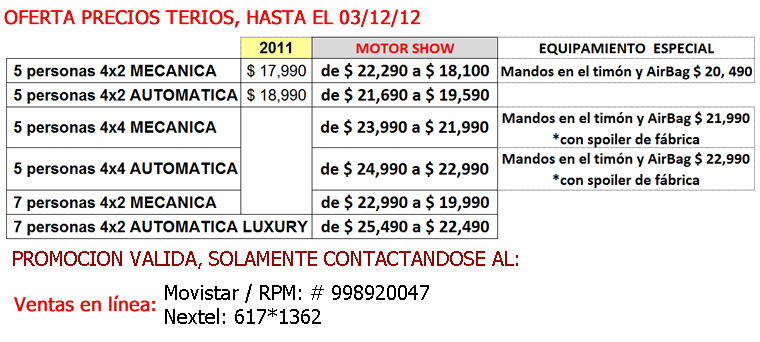 OFERTA PRECIOS TERIOS, HASTA EL 03/12/12
2011 MOTOR SHOW EQUIPAMIENTO ESPECIAL
5 personas 4x2 MECANICA $ 17,990 de $ 22,290 a $ 18,100 Mandos en el timón y AirBag $ 20, 490
5 personas 4x2 AUTOMATICA $ 18,990 de $ 21,690 a $ 19,590
5 personas 4x4 MECANICA de $ 23,990 a $ 21,990 Mandos en el timón y AirBag $ 21,990
*con spoiler de fábrica
5 personas 4x4 AUTOMATICA de $ 24,990 a $ 22,990 Mandos en el timón y AirBag $ 22,990
*con spoiler de fábrica
7 personas 4x2 MECANICA de $ 22,990 a $ 19,990
7 personas 4x2 AUTOMATICA LUXURY de $ 25,490 a $ 22,490
PROMOCION VALIDA, SOLAMENTE CONTACTANDOSE AL:
Ventas en línea: Movistar / RPM: # 998920047
Nextel: 617*1362